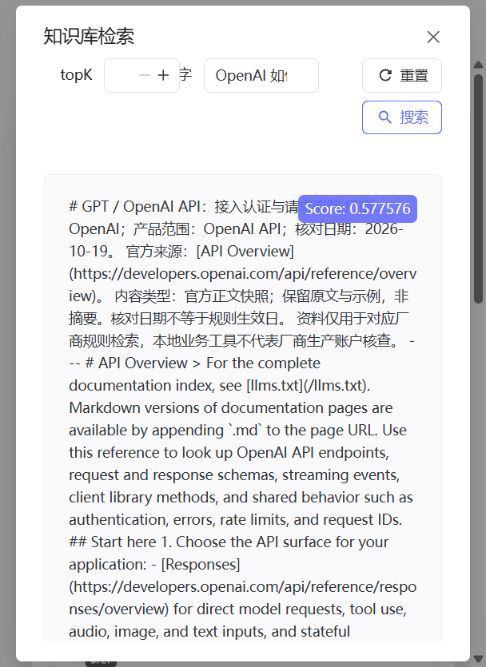 知识库检索
topK
字
OpenAI 如
重置
搜索
Score: 0.577576
# GPT / OpenAI API：接入认证与请
OpenAI；产品范围：OpenAI API；核对日期：2026-
10-19。 官方来源：[API Overview]
(https://developers.openai.com/api/reference/overv
iew)。 内容类型：官方正文快照；保留原文与示例，非
摘要。核对日期不等于规则生效日。 资料仅用于对应厂
商规则检索，本地业务工具不代表厂商生产账户核查。 -
-- # API Overview > For the complete
documentation index, see [llms.txt](/llms.txt).
Markdown versions of documentation pages are
available by appending `.md` to the page URL. Use
this reference to look up OpenAI API endpoints,
request and response schemas, streaming events,
client library methods, and shared behavior such as
authentication, errors, rate limits, and request IDs.
## Start here 1. Choose the API surface for your
application: - [Responses]
(https://developers.openai.com/api/reference/respo
nses/overview) for direct model requests, tool use,
audio, image, and text inputs, and stateful